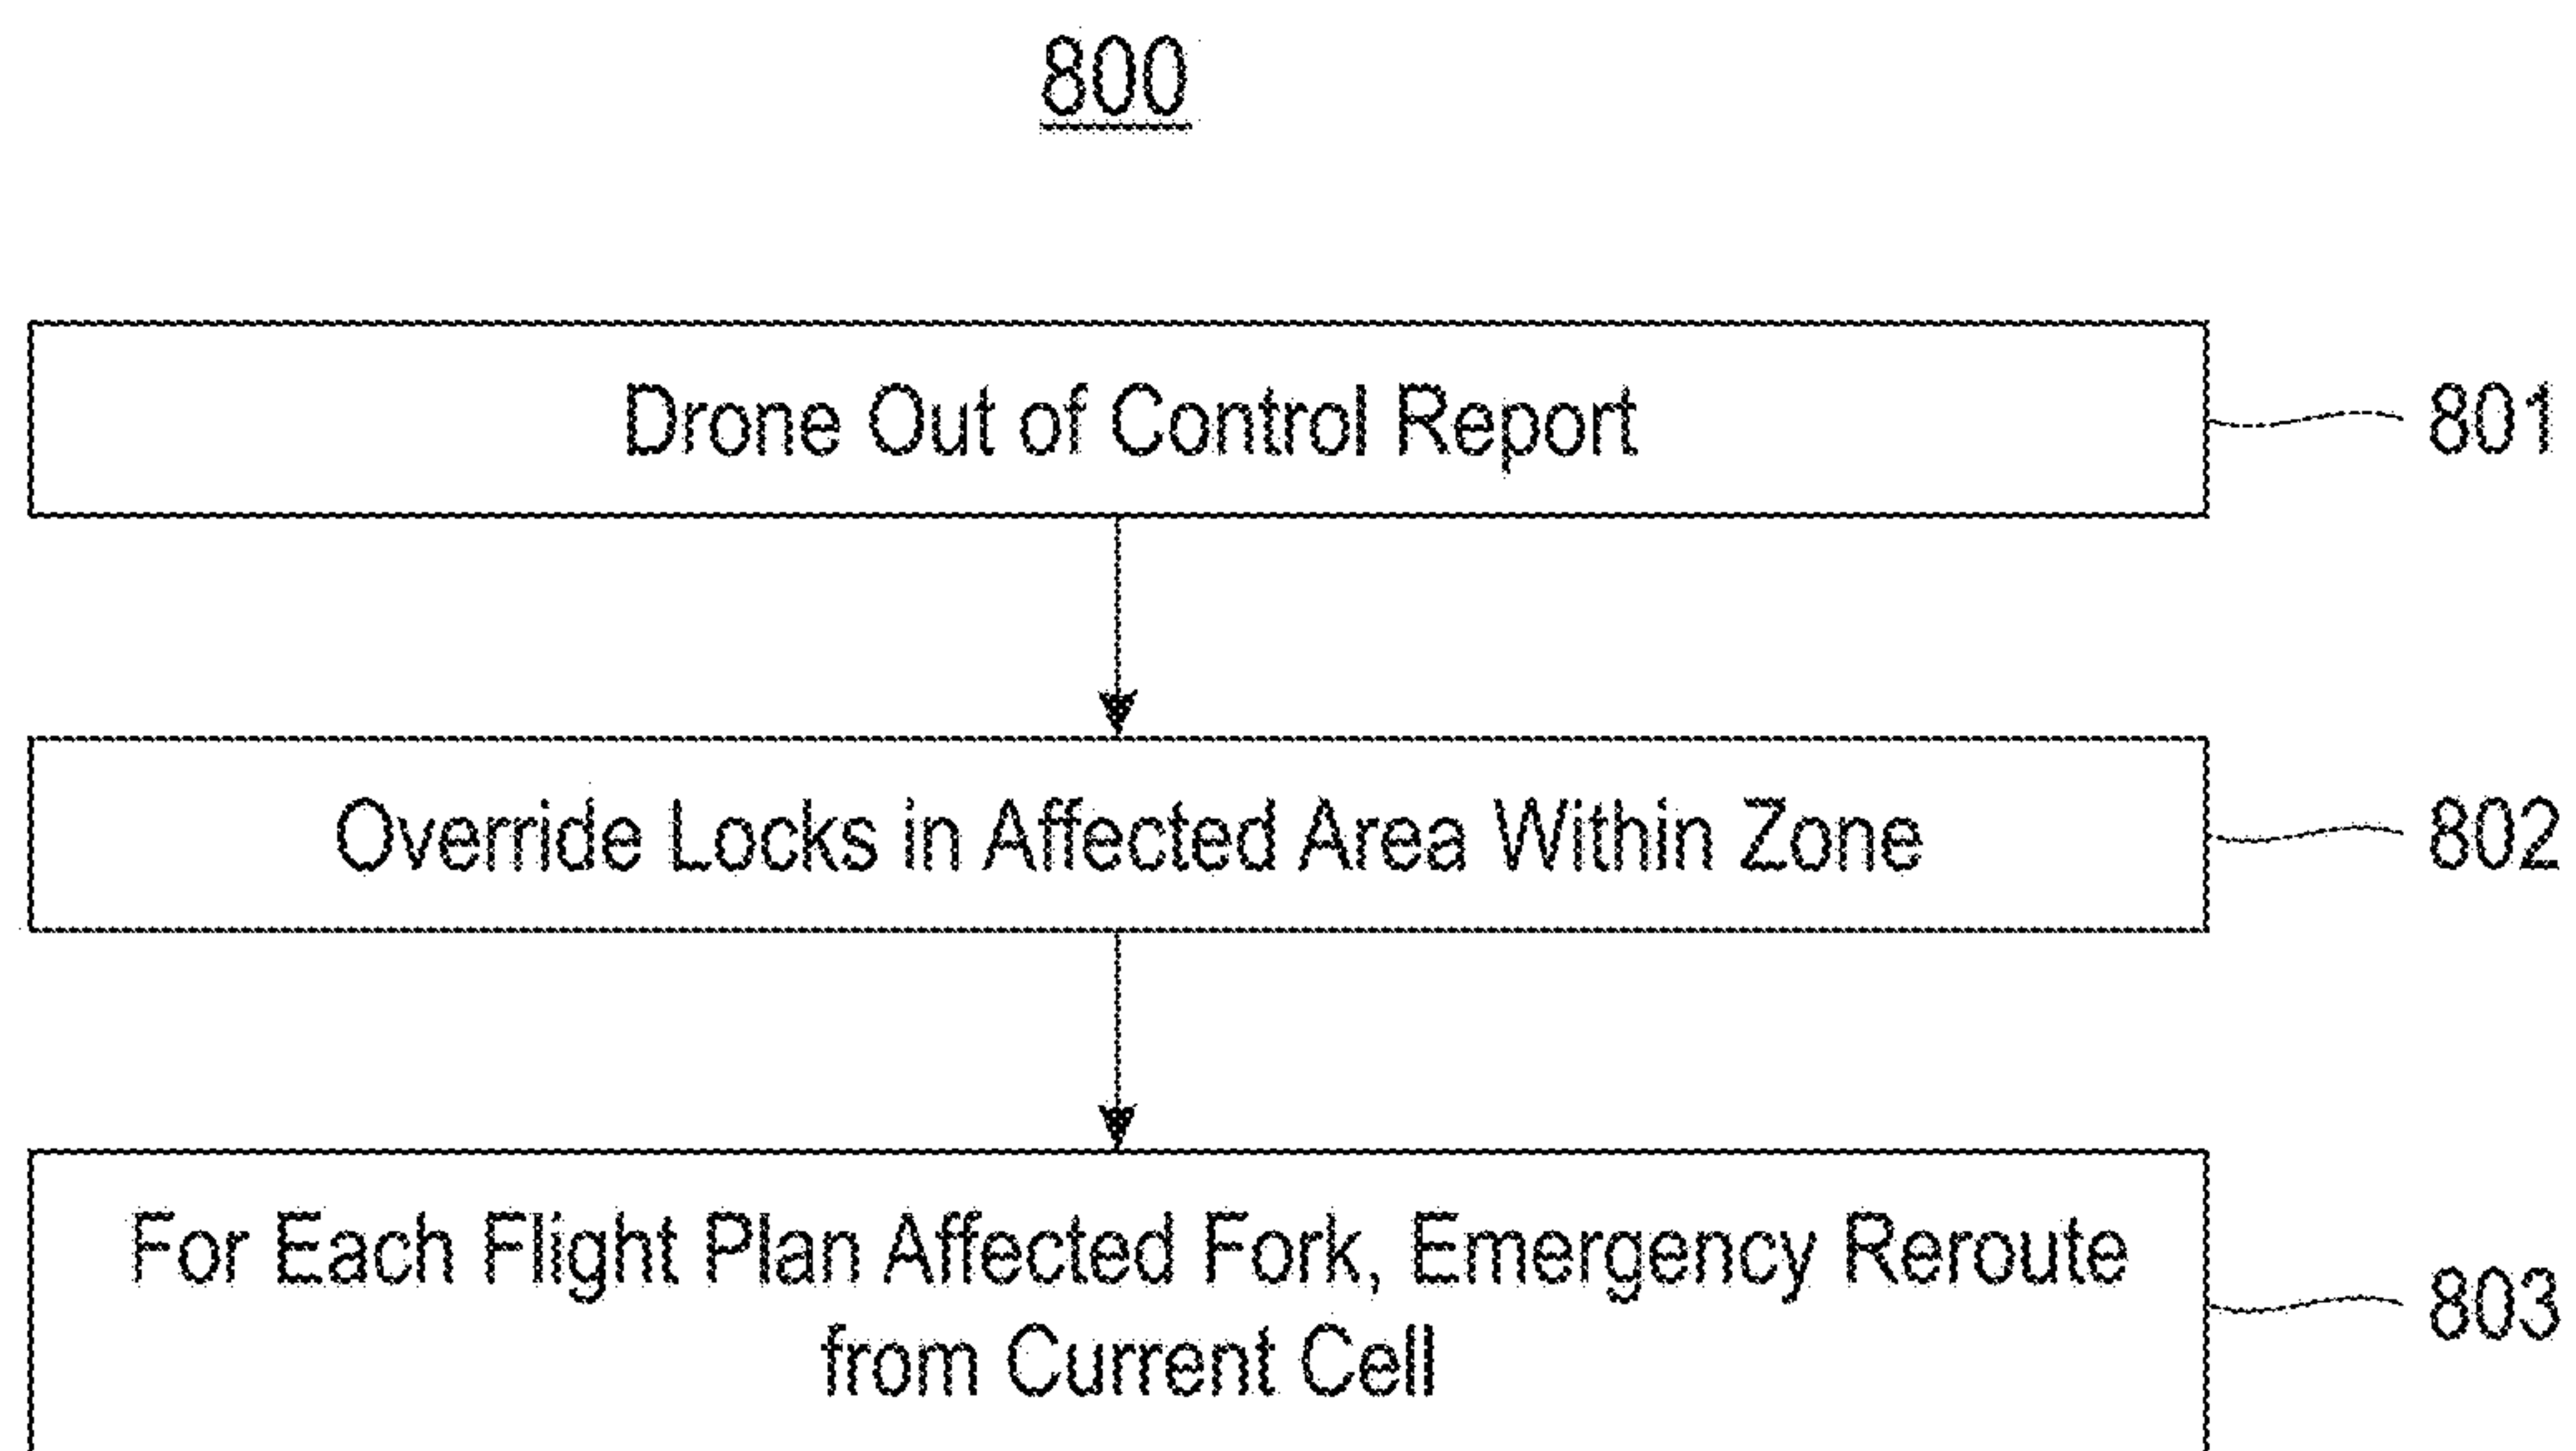 800
Drone Out of Control Report
801
Override Locks in Affected Area Within Zone
802
For Each Flight Plan Affected Fork, Emergency Reroute
from Current Cell
803